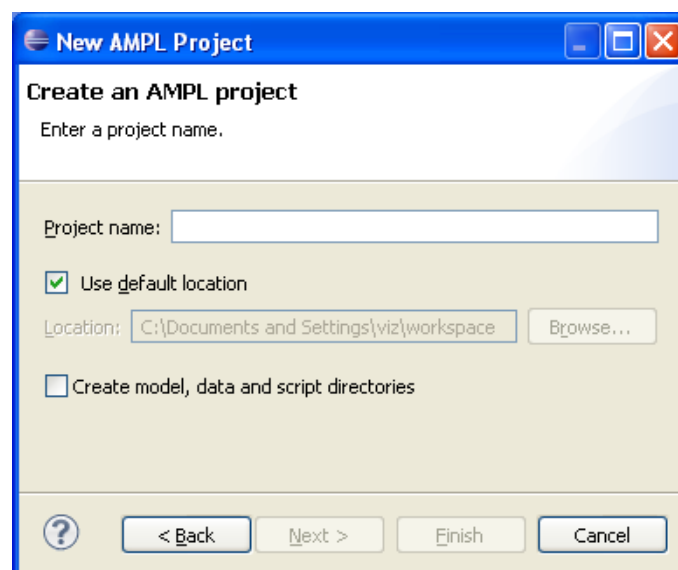 New AMPL Project
Create an AMPL project
Enter a project name.
Project name:
Use default location
Location: C:\Documents and Settings\viz\workspace Browse...
Create model, data and script directories
? < Back Next > Finish Cancel